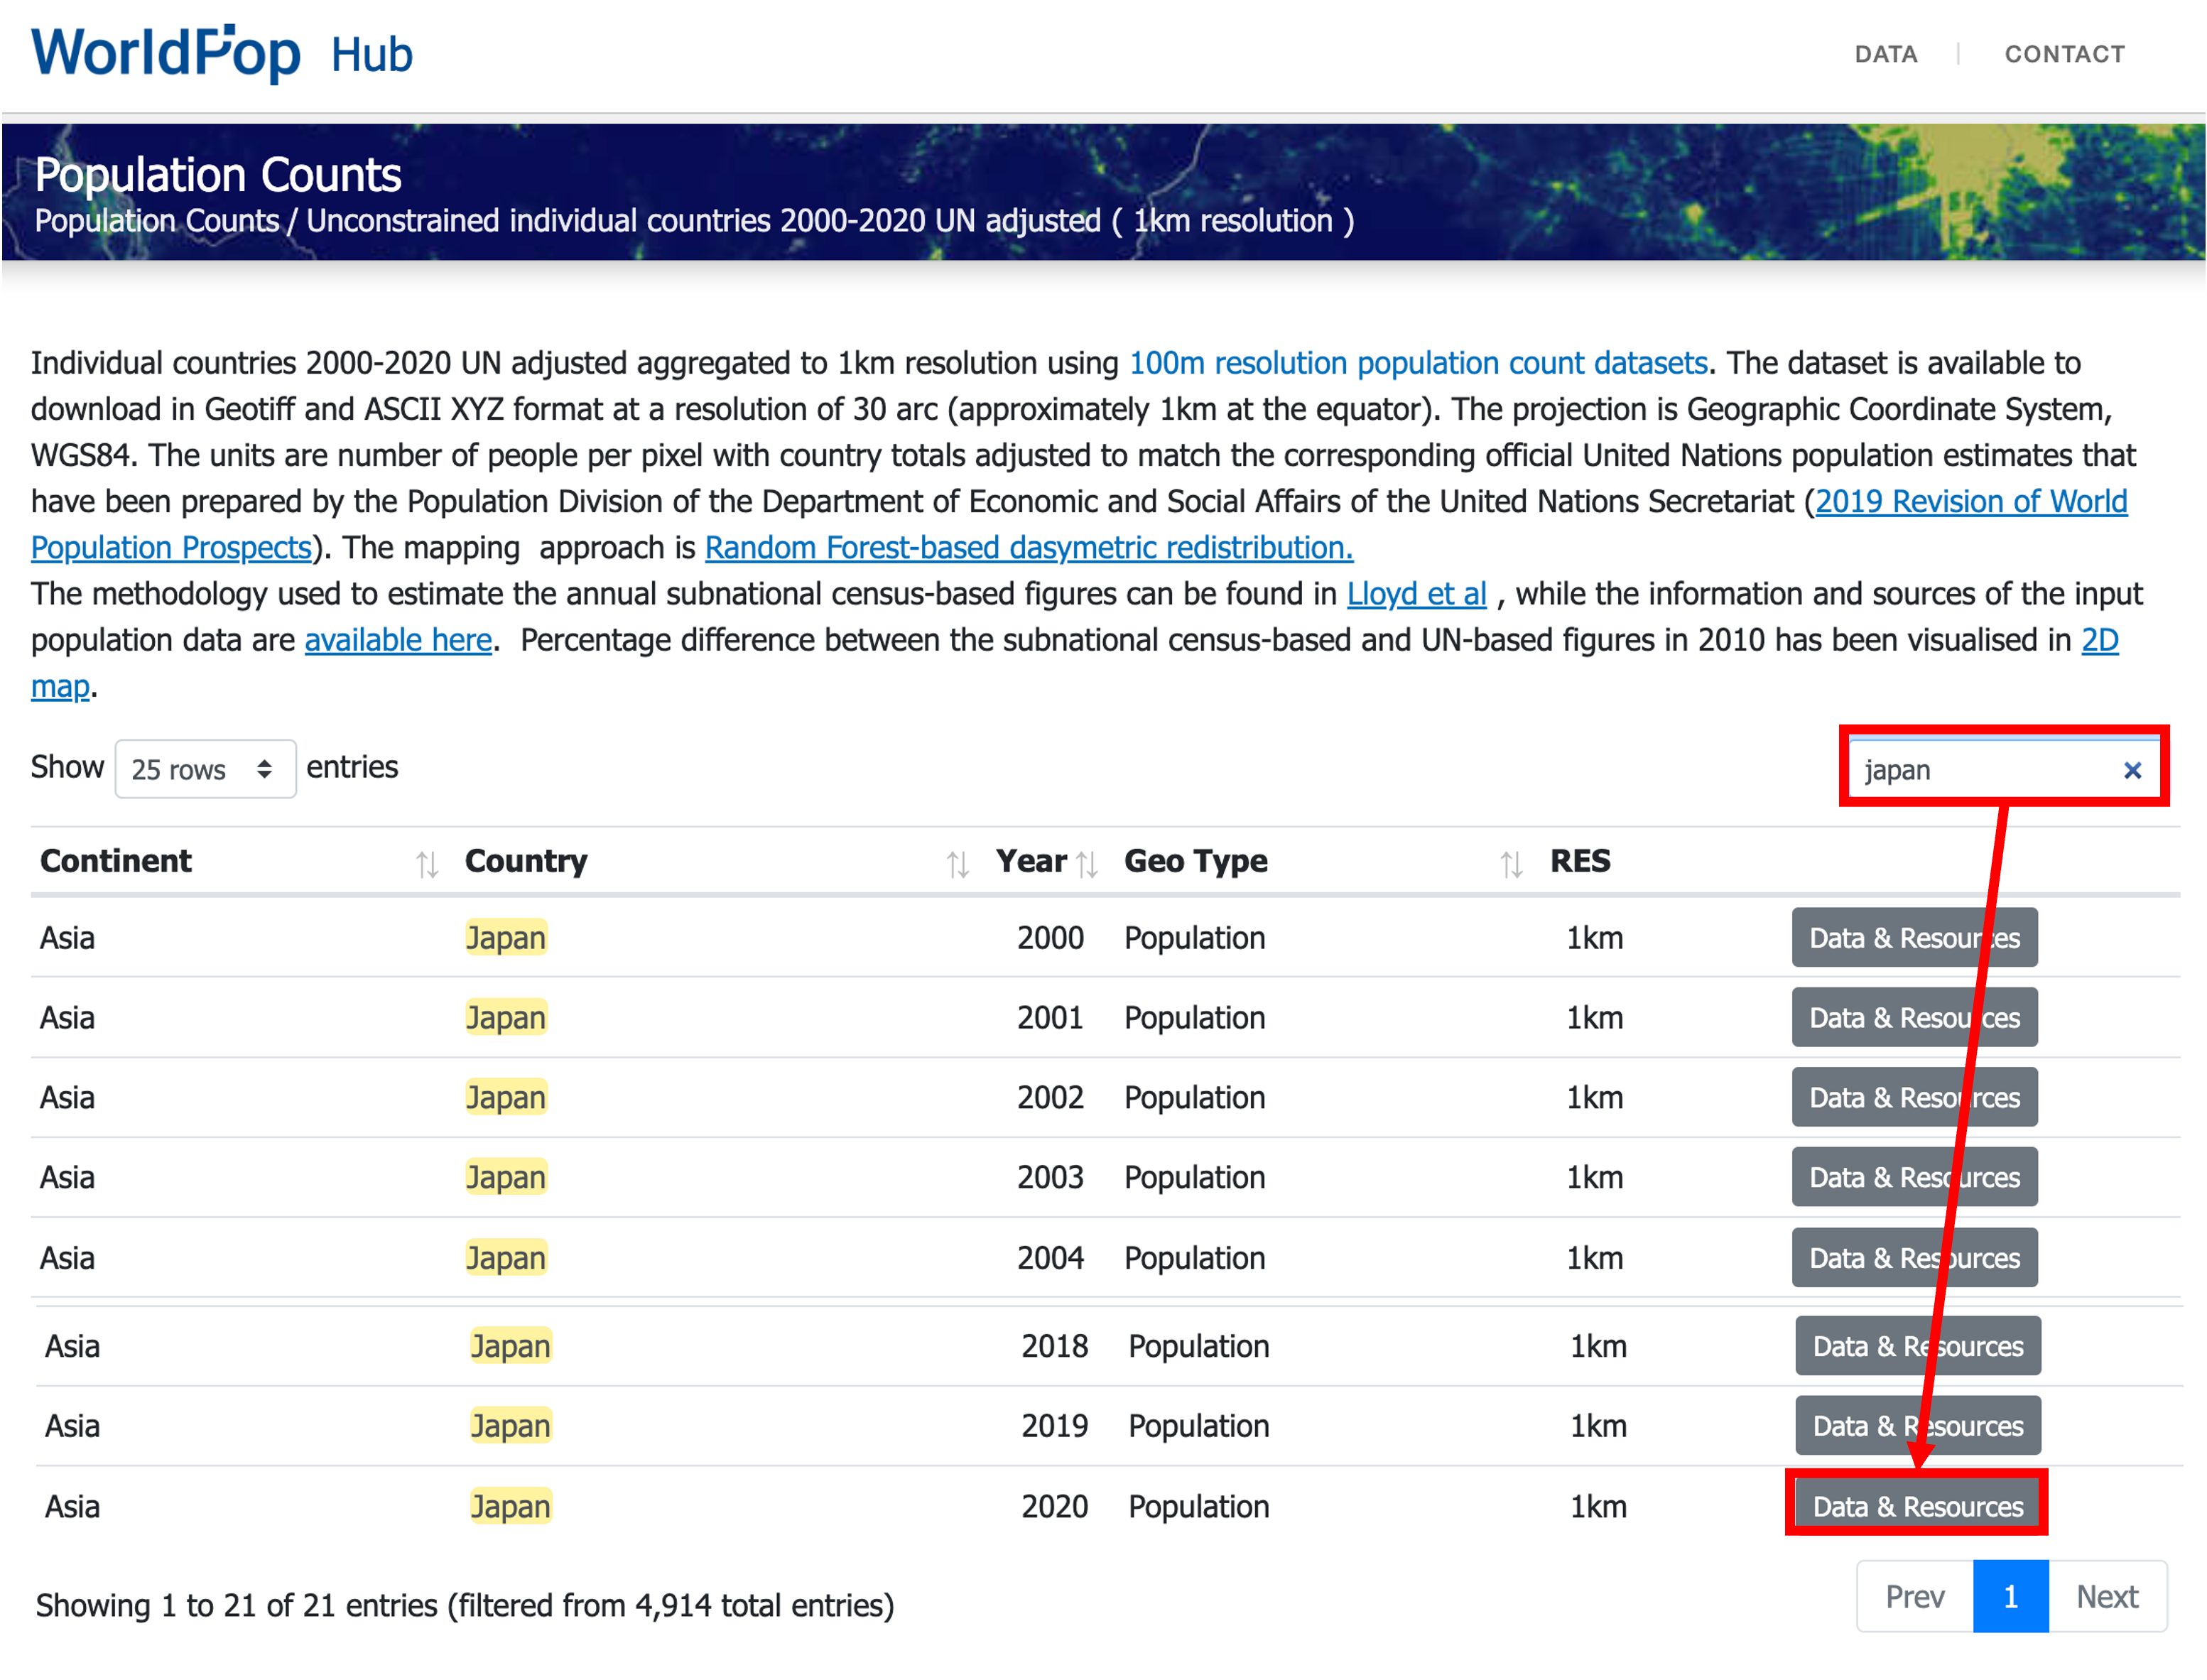 WorldPop Hub
DATA | CONTACT
Population Counts
Population Counts / Unconstrained individual countries 2000-2020 UN adjusted ( 1km resolution )
Individual countries 2000-2020 UN adjusted aggregated to 1km resolution using 100m resolution population count datasets. The dataset is available to
download in Geotiff and ASCII XYZ format at a resolution of 30 arc (approximately 1km at the equator). The projection is Geographic Coordinate System,
WGS84. The units are number of people per pixel with country totals adjusted to match the corresponding official United Nations population estimates that
have been prepared by the Population Division of the Department of Economic and Social Affairs of the United Nations Secretariat (2019 Revision of World
Population Prospects). The mapping approach is Random Forest-based dasymetric redistribution.
The methodology used to estimate the annual subnational census-based figures can be found in Lloyd et al , while the information and sources of the input
population data are available here. Percentage difference between the subnational census-based and UN-based figures in 2010 has been visualised in 2D
map.
Show 25 rows entries
japan ×
Continent Country Year Geo Type RES
Asia Japan 2000 Population 1km Data & Resources
Asia Japan 2001 Population 1km Data & Resources
Asia Japan 2002 Population 1km Data & Resources
Asia Japan 2003 Population 1km Data & Resources
Asia Japan 2004 Population 1km Data & Resources
Asia Japan 2018 Population 1km Data & Resources
Asia Japan 2019 Population 1km Data & Resources
Asia Japan 2020 Population 1km Data & Resources
Showing 1 to 21 of 21 entries (filtered from 4,914 total entries)
Prev 1 Next